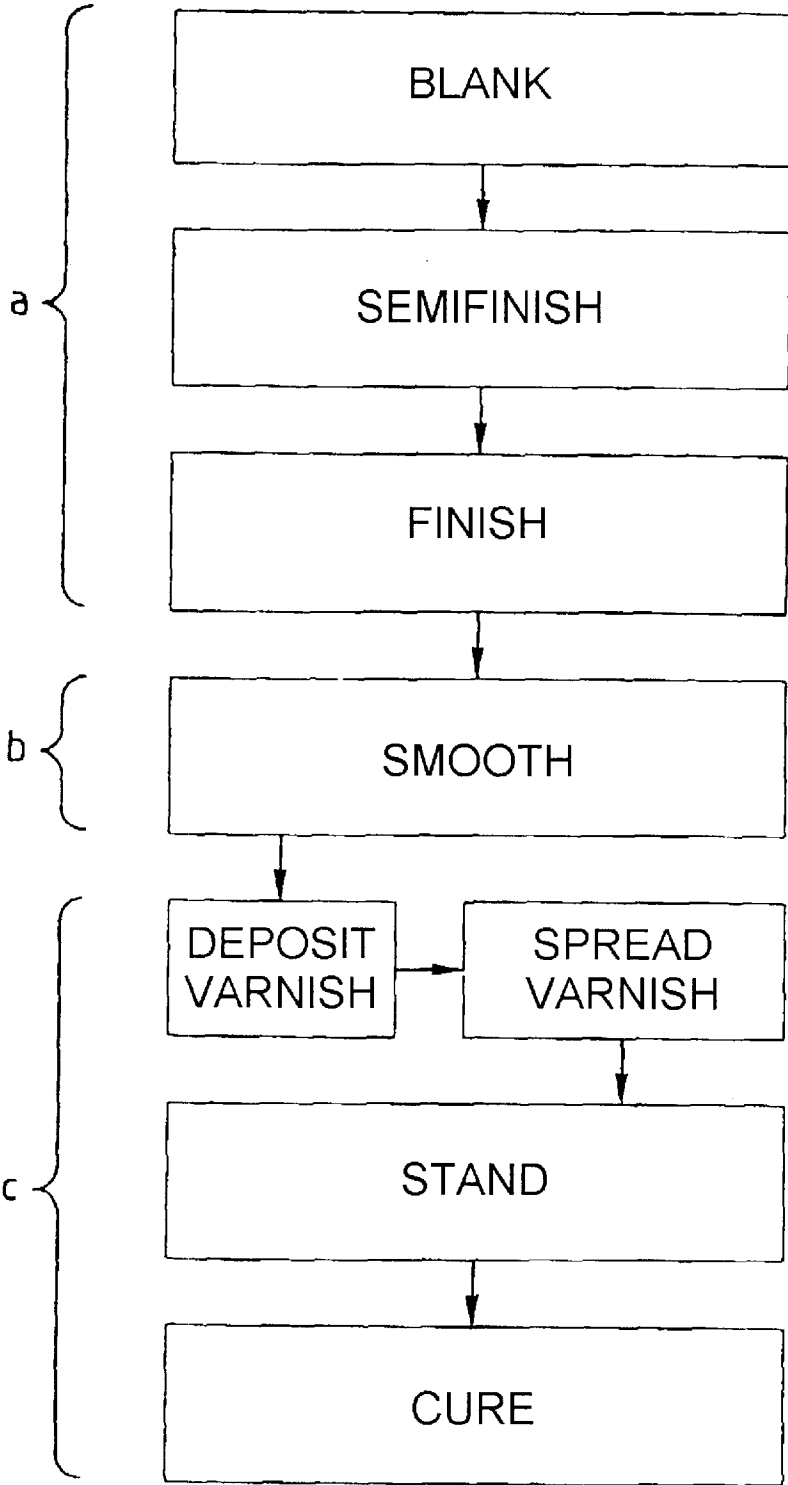 BLANK
a
SEMIFINISH
FINISH
b
SMOOTH
DEPOSIT
VARNISH
SPREAD
VARNISH
c
STAND
CURE